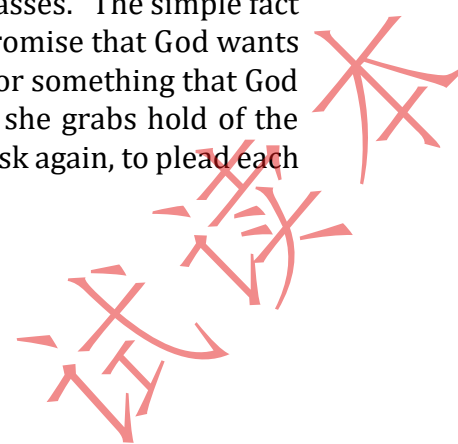 asses. The simple fact
romise that God wants
or something that God
she grabs hold of the
sk again, to plead each
试读本